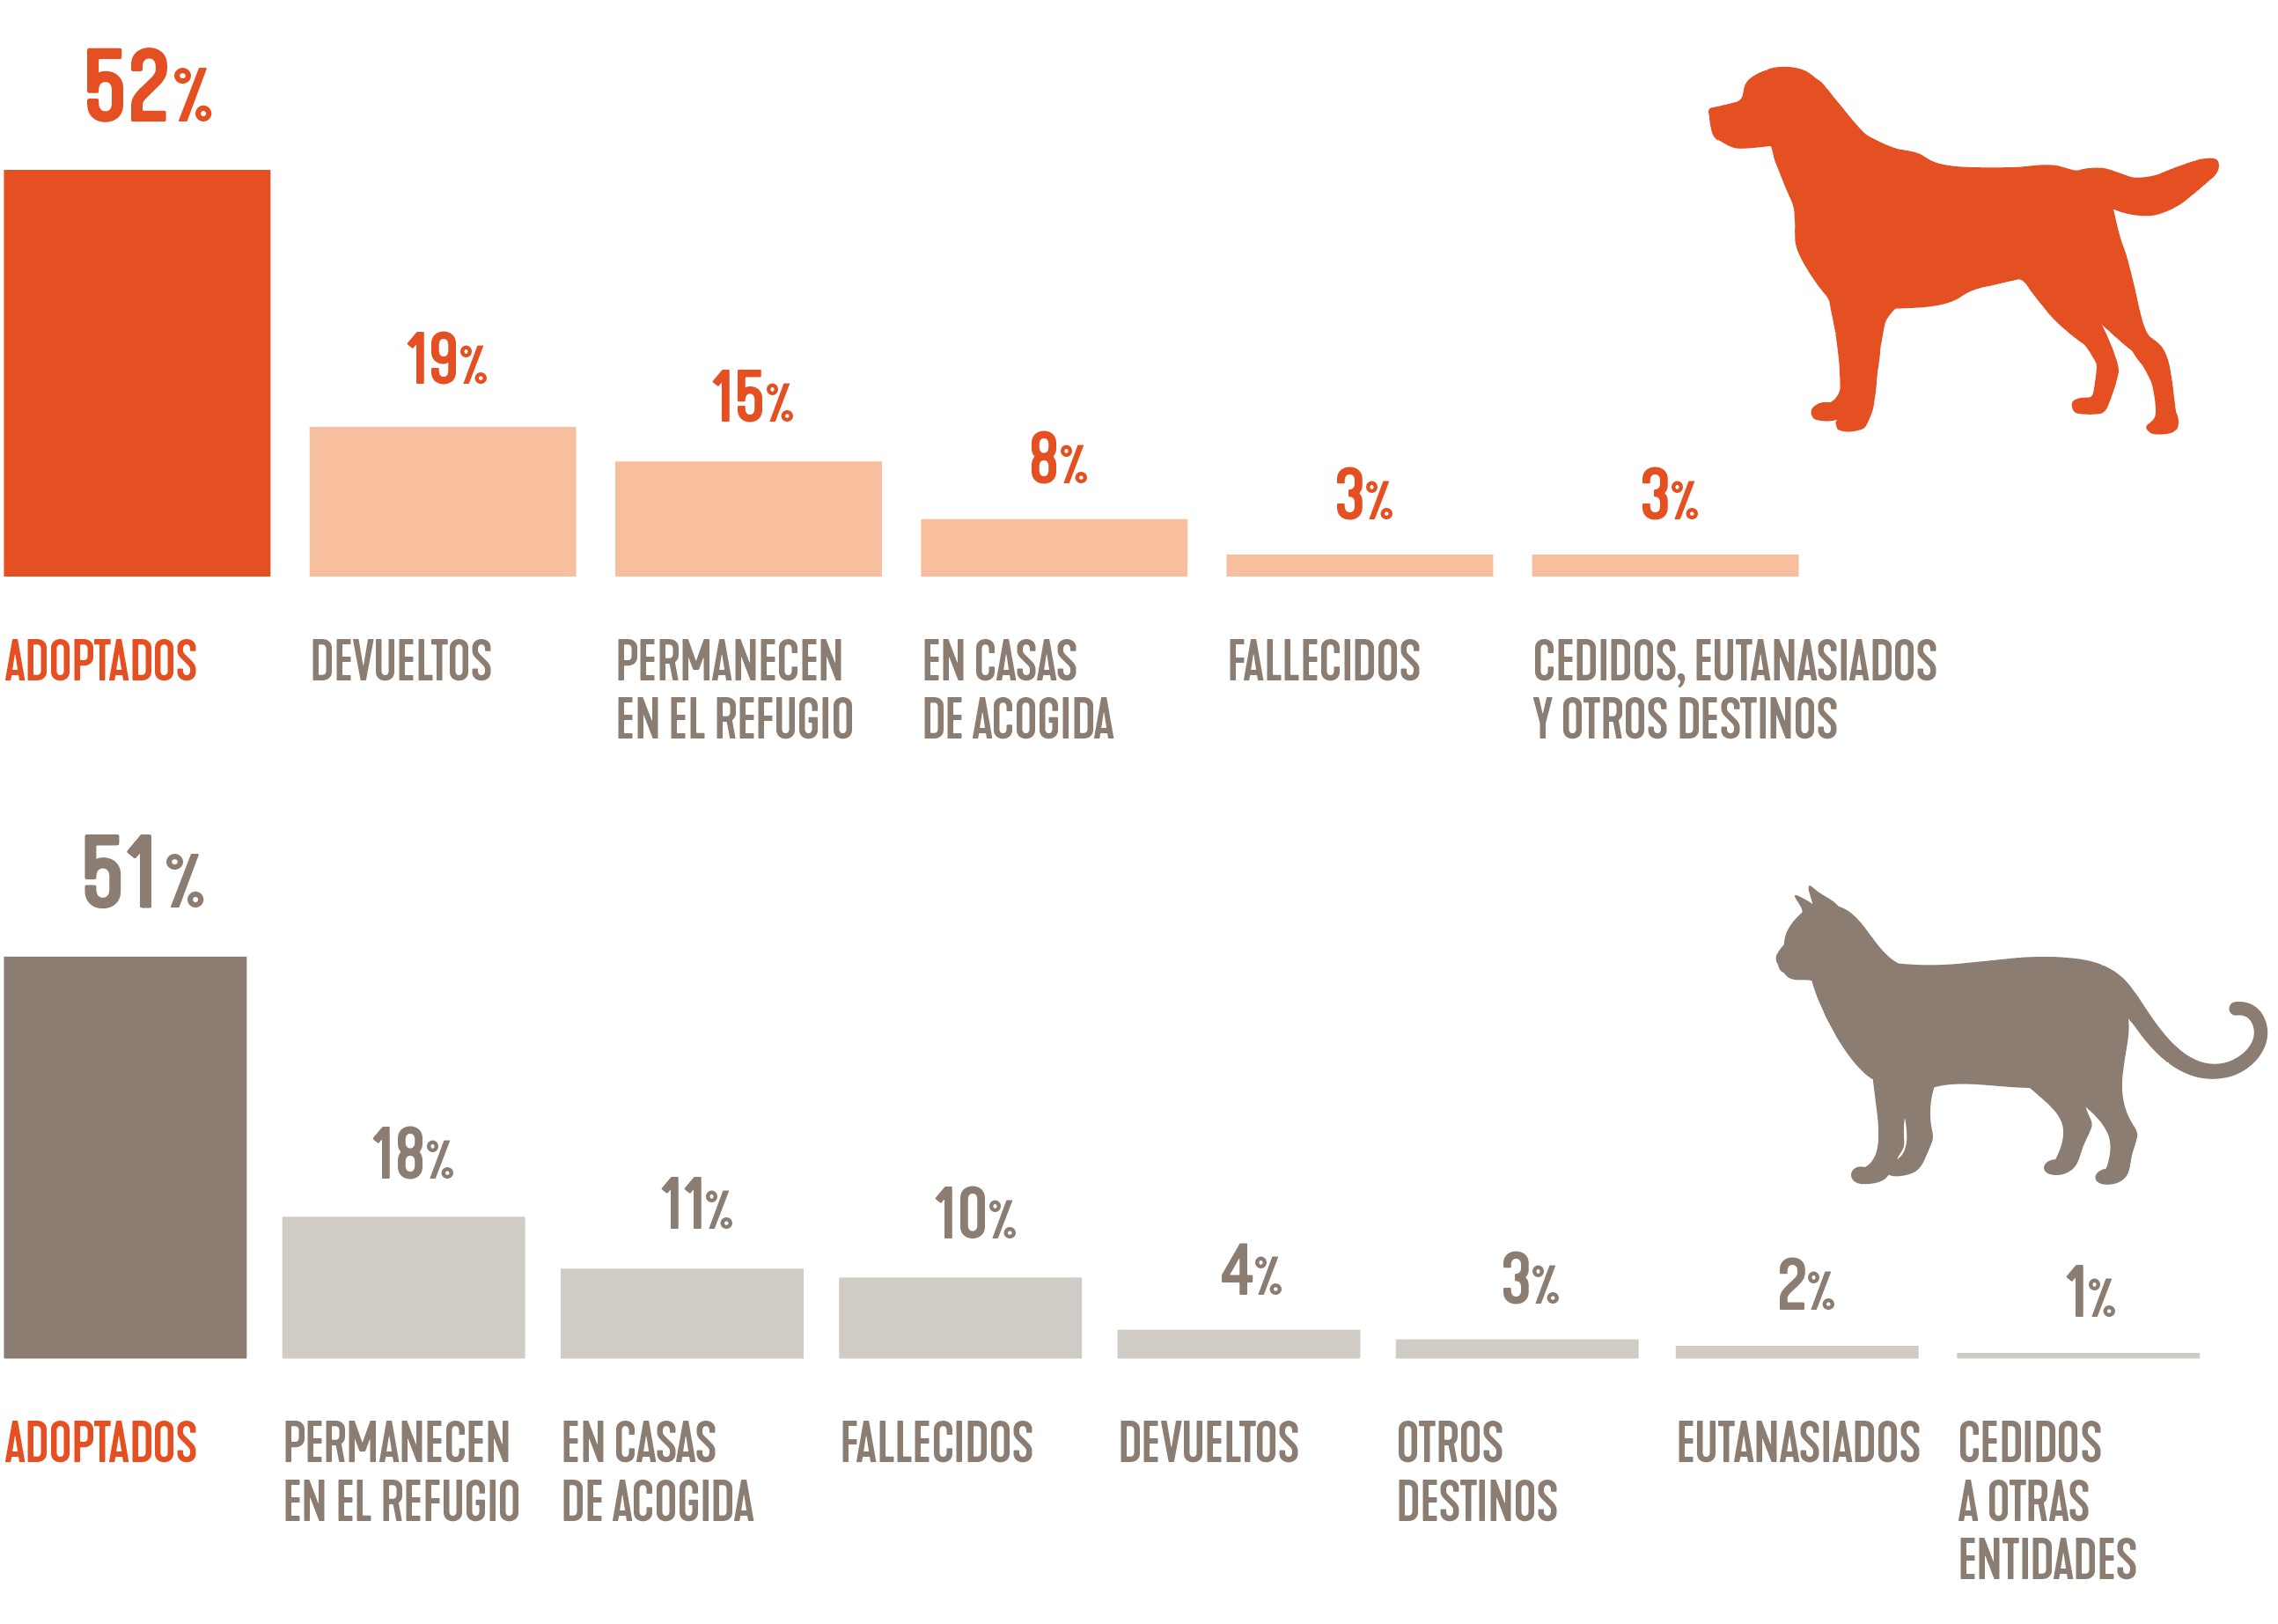 52%
19%
15%
8%
3%
3%
ADOPTADOS
DEVUELTOS
PERMANECEN
EN EL REFUGIO
EN CASAS
DE ACOGIDA
FALLECIDOS
CEDIDOS, EUTANASIADOS
Y OTROS DESTINOS
51%
18%
11%
10%
4%
3%
2%
1%
ADOPTADOS
PERMANECEN
EN EL REFUGIO
EN CASAS
DE ACOGIDA
FALLECIDOS
DEVUELTOS
OTROS
DESTINOS
EUTANASIADOS
CEDIDOS
A OTRAS
ENTIDADES